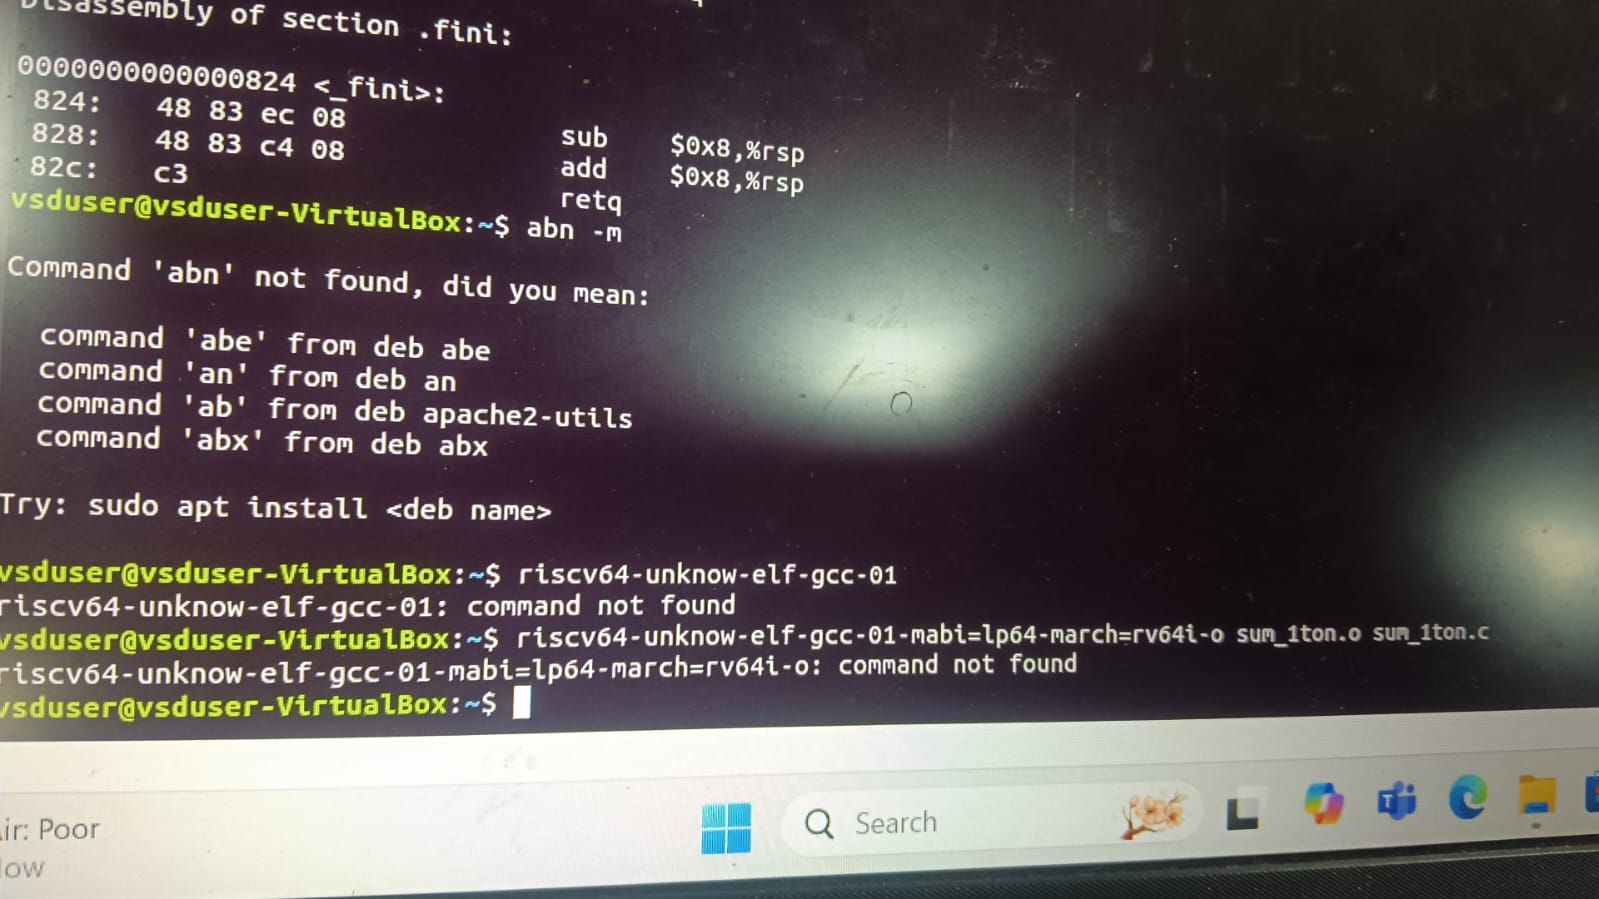 Disassembly of section .fini:
0000000000000824 <_fini>:
824: 48 83 ec 08 sub $0x8,%rsp
828: 48 83 c4 08 add $0x8,%rsp
82c: c3 retq
vsduser@vsduser-VirtualBox:~$ abn -m
Command 'abn' not found, did you mean:
command 'abe' from deb abe
command 'an' from deb an
command 'ab' from deb apache2-utils
command 'abx' from deb abx
Try: sudo apt install <deb name>
vsduser@vsduser-VirtualBox:~$ riscv64-unknow-elf-gcc-01
riscv64-unknow-elf-gcc-01: command not found
vsduser@vsduser-VirtualBox:~$ riscv64-unknow-elf-gcc-01-mabi=lp64-march=rv64i-o sum_1ton.o sum_1ton.c
riscv64-unknow-elf-gcc-01-mabi=lp64-march=rv64i-o: command not found
vsduser@vsduser-VirtualBox:~$
ir: Poor
Search
ow